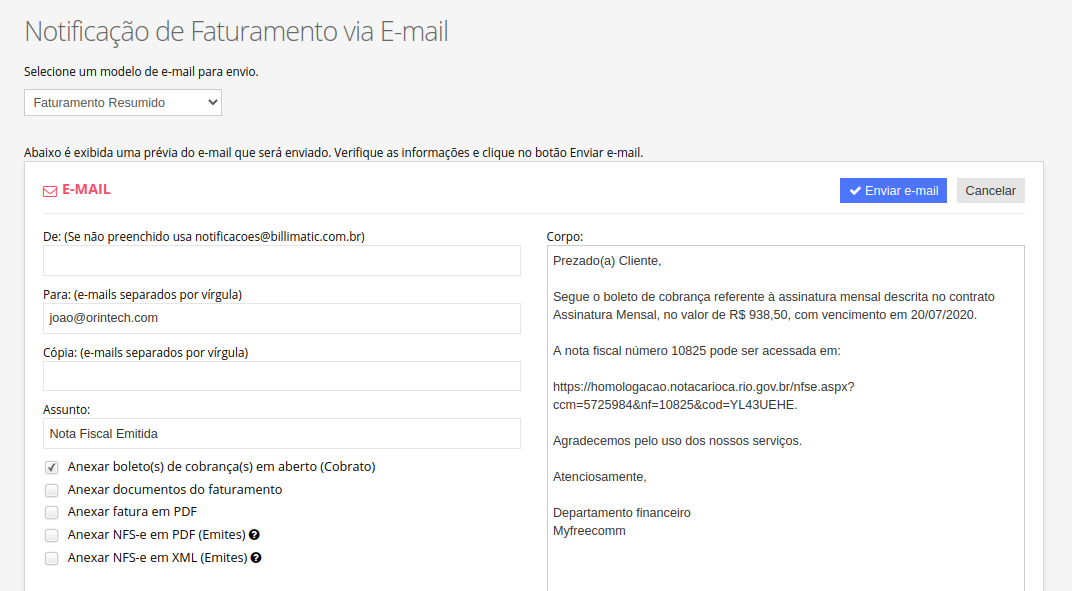 Notificação de Faturamento via E-mail
Selecione um modelo de e-mail para envio.
Faturamento Resumido
Abaixo é exibida uma prévia do e-mail que será enviado. Verifique as informações e clique no botão Enviar e-mail.
E-MAIL
Enviar e-mail
Cancelar
De: (Se não preenchido usa notificacoes@billimatic.com.br)
Para: (e-mails separados por vírgula)
joao@orintech.com
Cópia: (e-mails separados por vírgula)
Assunto:
Nota Fiscal Emitida
Anexar boleto(s) de cobrança(s) em aberto (Cobrato)
Anexar documentos do faturamento
Anexar fatura em PDF
Anexar NFS-e em PDF (Emites)
Anexar NFS-e em XML (Emites)
Corpo:
Prezado(a) Cliente,
Segue o boleto de cobrança referente à assinatura mensal descrita no contrato
Assinatura Mensal, no valor de R$ 938,50, com vencimento em 20/07/2020.
A nota fiscal número 10825 pode ser acessada em:
https://homologacao.notacarioca.rio.gov.br/nfse.aspx?
ccm=5725984&nf=10825&cod=YL43UEHE.
Agradecemos pelo uso dos nossos serviços.
Atenciosamente,
Departamento financeiro
Myfreecomm